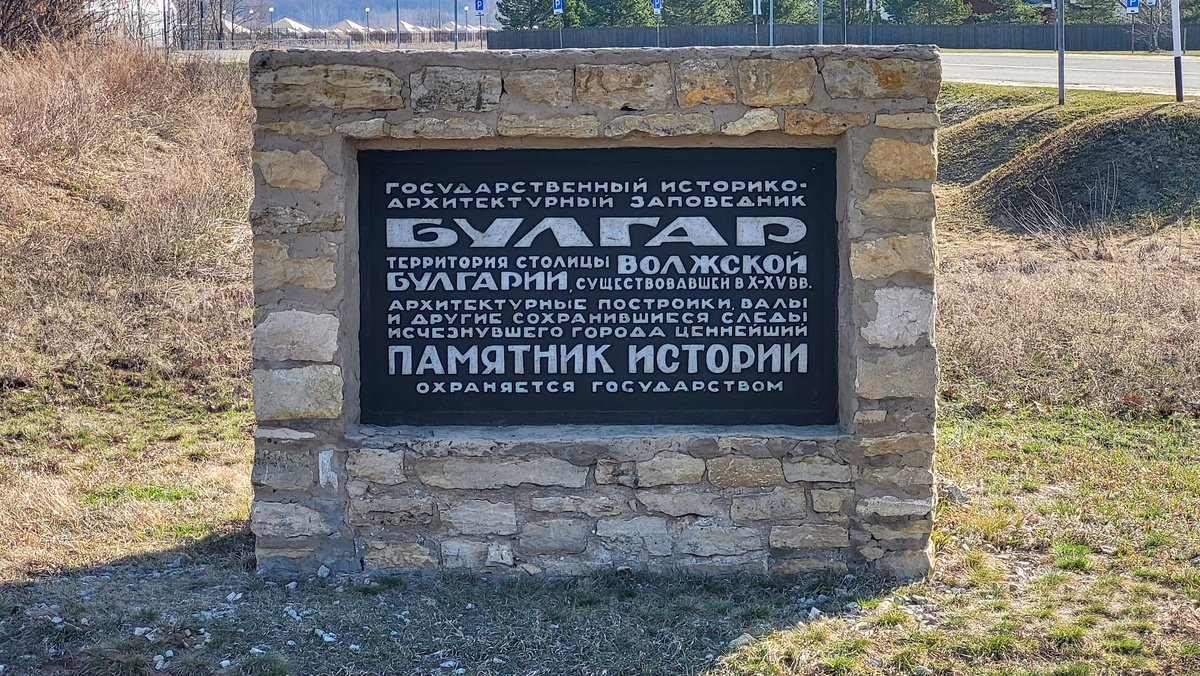 ГОСУДАРСТВЕННЫЙ ИСТОРИКО-
АРХИТЕКТУРНЫЙ ЗАПОВЕДНИК
БУЛГАР
ТЕРРИТОРИЯ СТОЛИЦЫ ВОЛЖСКОЙ
БУЛГАРИИ, СУЩЕСТВОВАВШЕЙ В X-XV ВВ.
АРХИТЕКТУРНЫЕ ПОСТРОЙКИ, ВАЛЫ
И ДРУГИЕ СОХРАНИВШИЕСЯ СЛЕДЫ
ИСЧЕЗНУВШЕГО ГОРОДА ЦЕННЕЙШИЙ
ПАМЯТНИК ИСТОРИИ
ОХРАНЯЕТСЯ ГОСУДАРСТВОМ